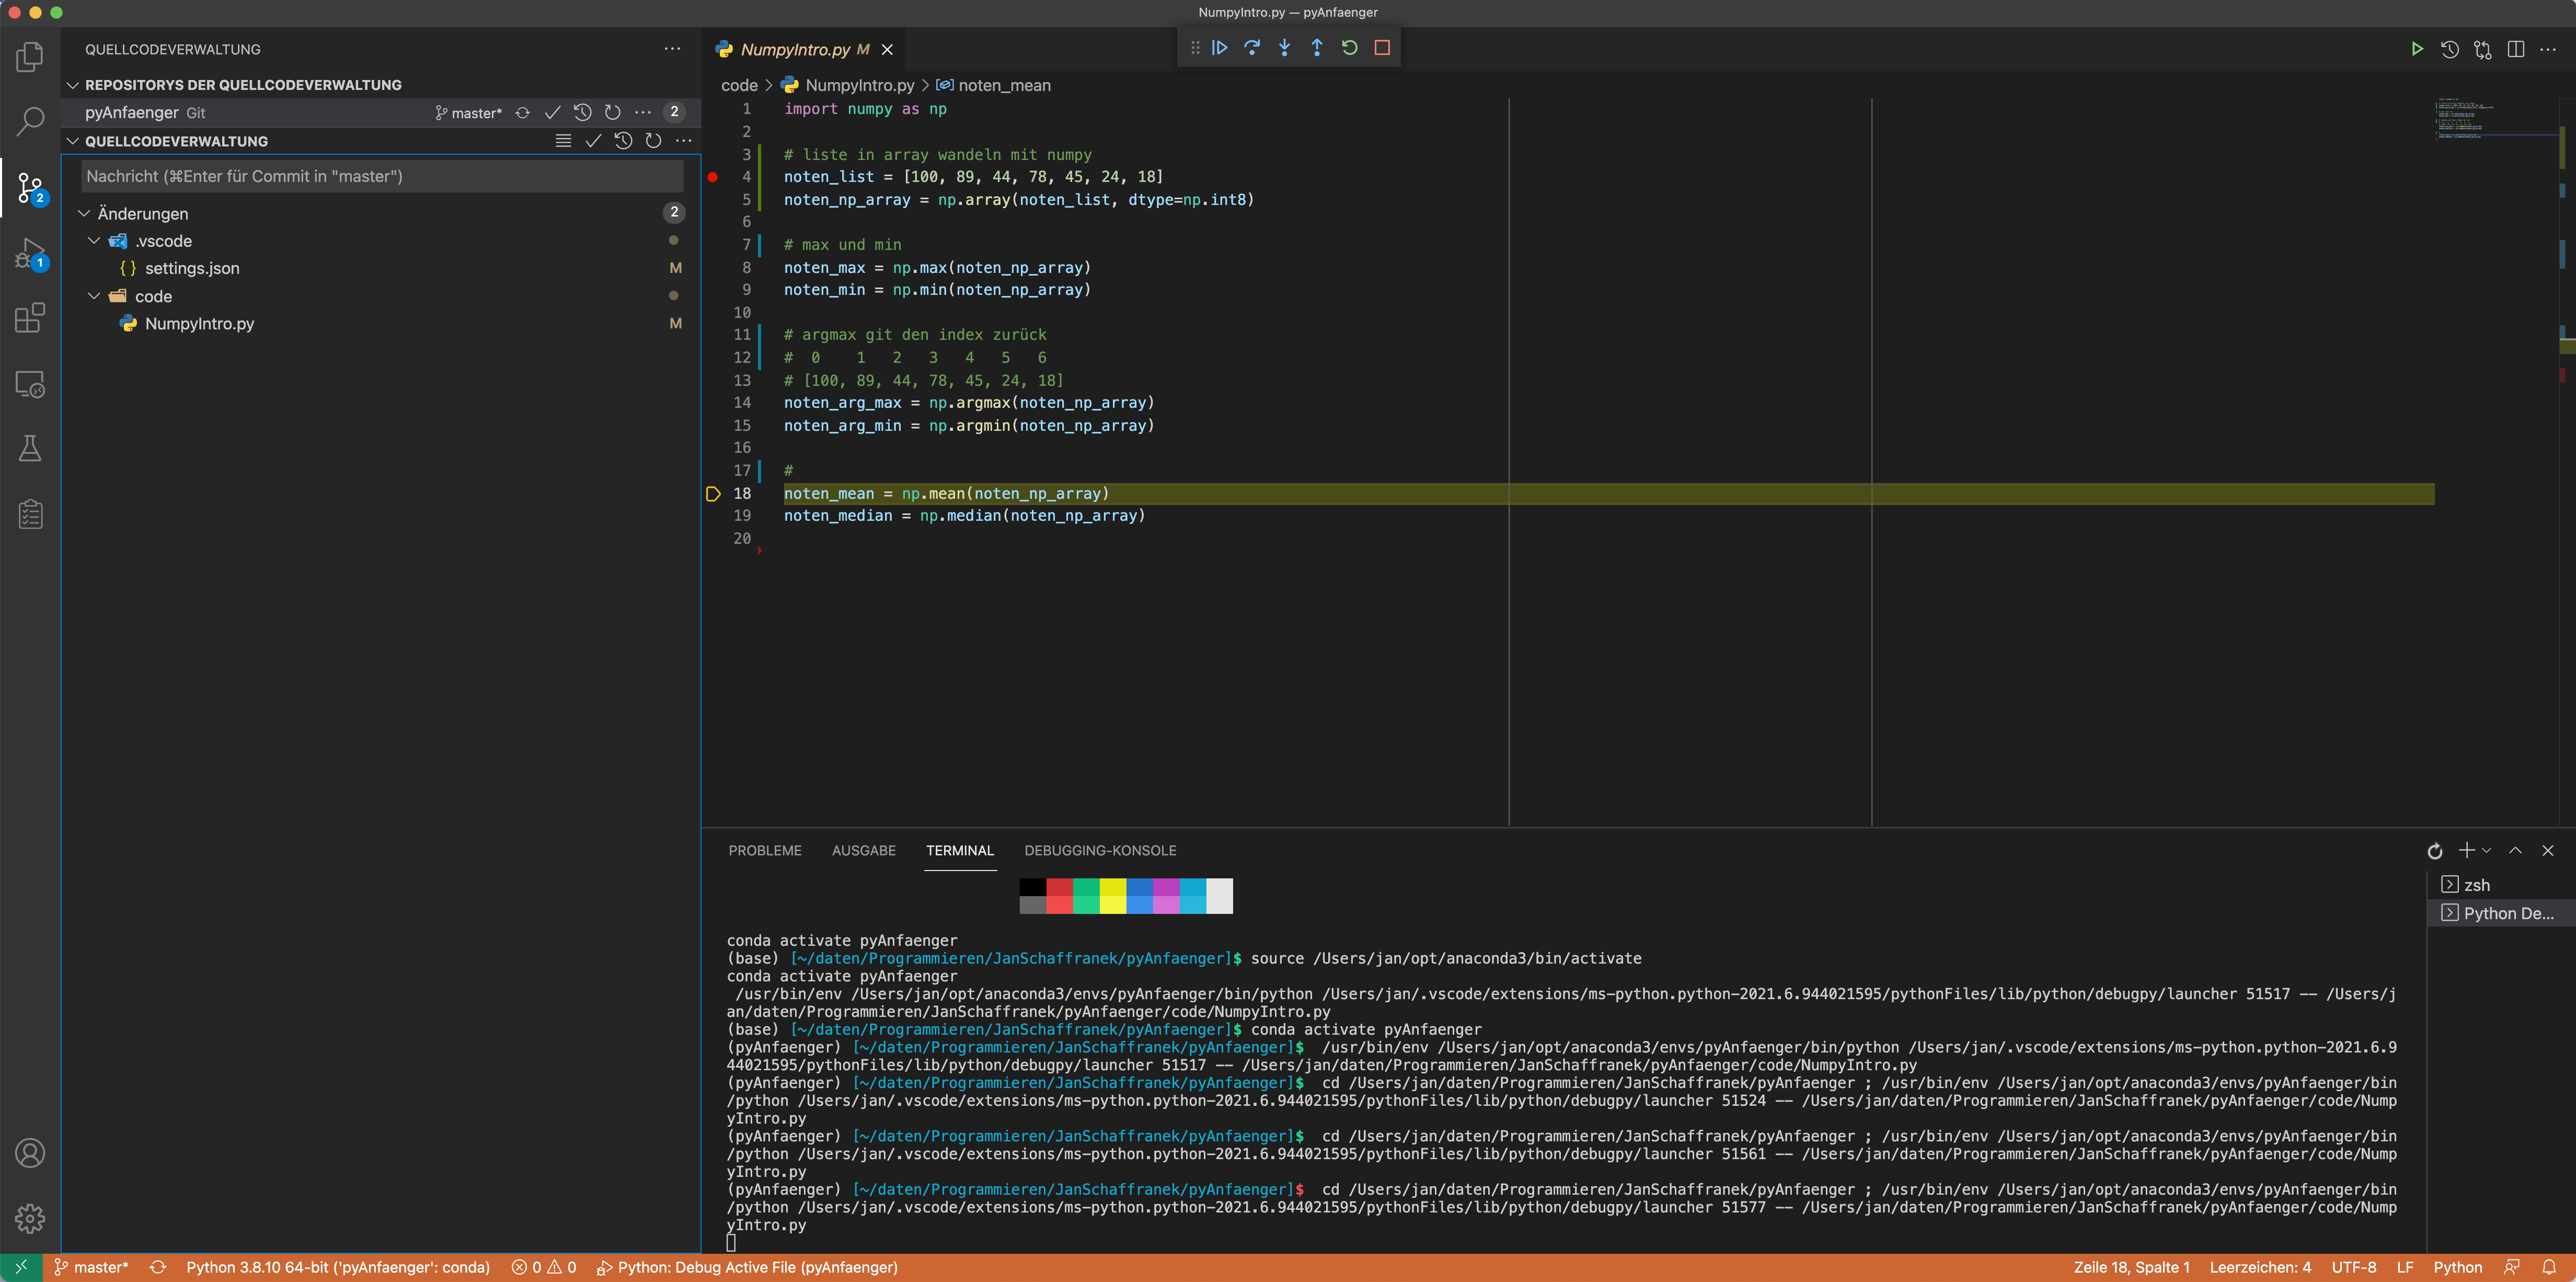 NumpyIntro.py — pyAnfaenger
QUELLCODEVERWALTUNG
REPOSITORYS DER QUELLCODEVERWALTUNG
pyAnfaenger Git master* 2
QUELLCODEVERWALTUNG
Nachricht (⌘Enter für Commit in "master")
Änderungen 2
.vscode
{ } settings.json M
code
NumpyIntro.py M
2
1
NumpyIntro.py M
code > NumpyIntro.py > noten_mean
1 import numpy as np
2
3 # liste in array wandeln mit numpy
4 noten_list = [100, 89, 44, 78, 45, 24, 18]
5 noten_np_array = np.array(noten_list, dtype=np.int8)
6
7 # max und min
8 noten_max = np.max(noten_np_array)
9 noten_min = np.min(noten_np_array)
10
11 # argmax git den index zurück
12 #  0    1   2   3   4   5   6
13 # [100, 89, 44, 78, 45, 24, 18]
14 noten_arg_max = np.argmax(noten_np_array)
15 noten_arg_min = np.argmin(noten_np_array)
16
17 #
18 noten_mean = np.mean(noten_np_array)
19 noten_median = np.median(noten_np_array)
20
PROBLEME AUSGABE TERMINAL DEBUGGING-KONSOLE
zsh
Python De...
conda activate pyAnfaenger
(base) [~/daten/Programmieren/JanSchaffranek/pyAnfaenger]$ source /Users/jan/opt/anaconda3/bin/activate
conda activate pyAnfaenger
/usr/bin/env /Users/jan/opt/anaconda3/envs/pyAnfaenger/bin/python /Users/jan/.vscode/extensions/ms-python.python-2021.6.944021595/pythonFiles/lib/python/debugpy/launcher 51517 -- /Users/j
an/daten/Programmieren/JanSchaffranek/pyAnfaenger/code/NumpyIntro.py
(base) [~/daten/Programmieren/JanSchaffranek/pyAnfaenger]$ conda activate pyAnfaenger
(pyAnfaenger) [~/daten/Programmieren/JanSchaffranek/pyAnfaenger]$  /usr/bin/env /Users/jan/opt/anaconda3/envs/pyAnfaenger/bin/python /Users/jan/.vscode/extensions/ms-python.python-2021.6.9
44021595/pythonFiles/lib/python/debugpy/launcher 51517 -- /Users/jan/daten/Programmieren/JanSchaffranek/pyAnfaenger/code/NumpyIntro.py
(pyAnfaenger) [~/daten/Programmieren/JanSchaffranek/pyAnfaenger]$  cd /Users/jan/daten/Programmieren/JanSchaffranek/pyAnfaenger ; /usr/bin/env /Users/jan/opt/anaconda3/envs/pyAnfaenger/bin
/python /Users/jan/.vscode/extensions/ms-python.python-2021.6.944021595/pythonFiles/lib/python/debugpy/launcher 51524 -- /Users/jan/daten/Programmieren/JanSchaffranek/pyAnfaenger/code/Nump
yIntro.py
(pyAnfaenger) [~/daten/Programmieren/JanSchaffranek/pyAnfaenger]$  cd /Users/jan/daten/Programmieren/JanSchaffranek/pyAnfaenger ; /usr/bin/env /Users/jan/opt/anaconda3/envs/pyAnfaenger/bin
/python /Users/jan/.vscode/extensions/ms-python.python-2021.6.944021595/pythonFiles/lib/python/debugpy/launcher 51561 -- /Users/jan/daten/Programmieren/JanSchaffranek/pyAnfaenger/code/Nump
yIntro.py
(pyAnfaenger) [~/daten/Programmieren/JanSchaffranek/pyAnfaenger]$  cd /Users/jan/daten/Programmieren/JanSchaffranek/pyAnfaenger ; /usr/bin/env /Users/jan/opt/anaconda3/envs/pyAnfaenger/bin
/python /Users/jan/.vscode/extensions/ms-python.python-2021.6.944021595/pythonFiles/lib/python/debugpy/launcher 51577 -- /Users/jan/daten/Programmieren/JanSchaffranek/pyAnfaenger/code/Nump
yIntro.py
master* Python 3.8.10 64-bit ('pyAnfaenger': conda) 0 0 Python: Debug Active File (pyAnfaenger) Zeile 18, Spalte 1 Leerzeichen: 4 UTF-8 LF Python